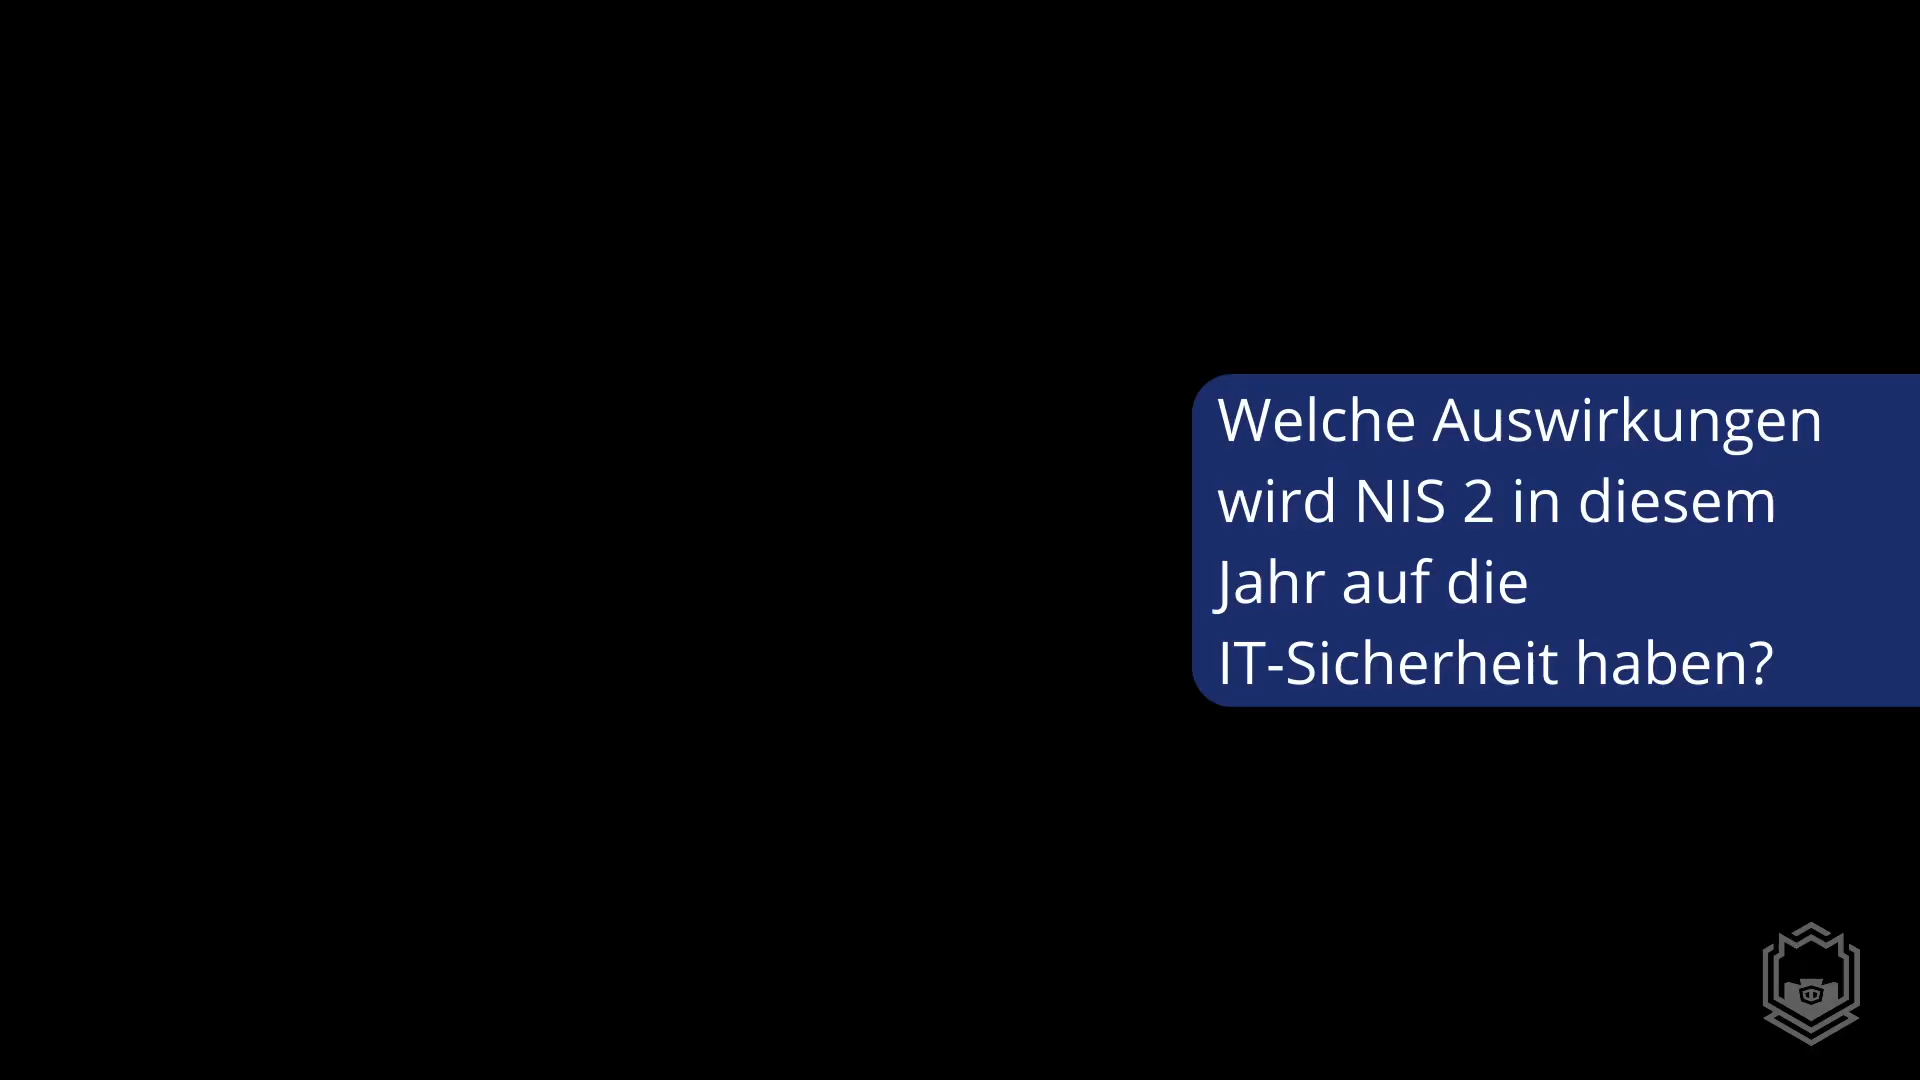 Welche Auswirkungen
wird NIS 2 in diesem
Jahr auf die
IT-Sicherheit haben?